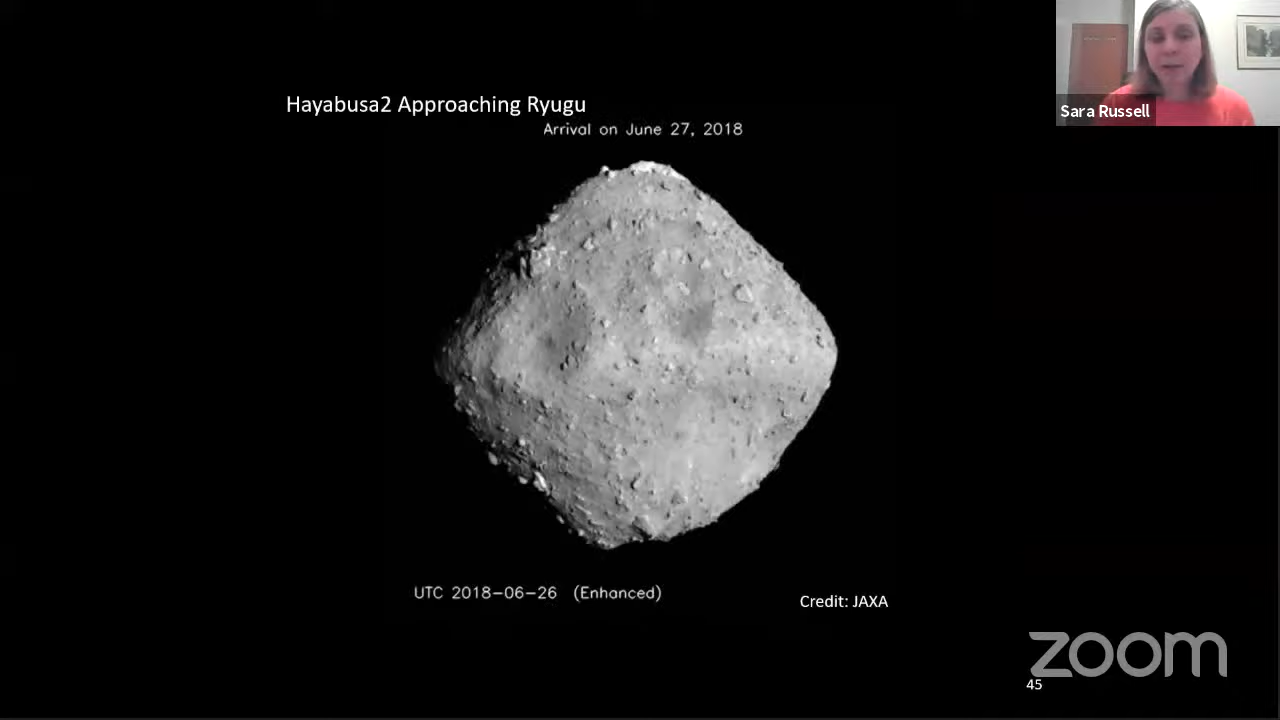 Hayabusa2 Approaching Ryugu
Arrival on June 27, 2018
Sara Russell
UTC 2018-06-26 (Enhanced)
Credit: JAXA
zoom
45